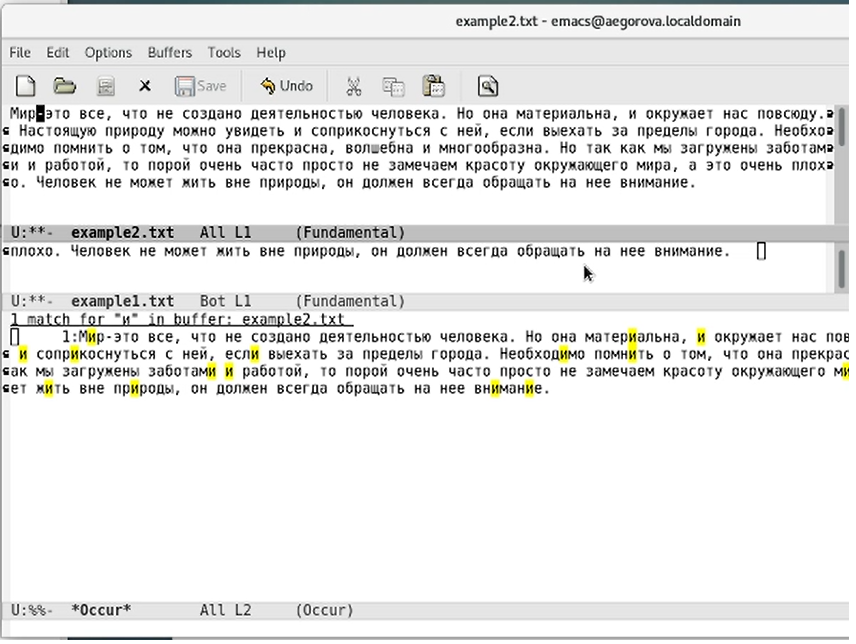 example2.txt - emacs@aegorova.localdomain
File Edit Options Buffers Tools Help
Save Undo
Мир-это все, что не создано деятельностью человека. Но она материальна, и окружает нас повсюду.
Настоящую природу можно увидеть и соприкоснуться с ней, если выехать за пределы города. Необхо
димо помнить о том, что она прекрасна, волшебна и многообразна. Но так как мы загружены заботам
и и работой, то порой очень часто просто не замечаем красоту окружающего мира, а это очень плох
о. Человек не может жить вне природы, он должен всегда обращать на нее внимание.
U:**- example2.txt All L1 (Fundamental)
плохо. Человек не может жить вне природы, он должен всегда обращать на нее внимание.
U:**- example1.txt Bot L1 (Fundamental)
1 match for "и" in buffer: example2.txt
1:Мир-это все, что не создано деятельностью человека. Но она материальна, и окружает нас пов
и соприкоснуться с ней, если выехать за пределы города. Необходимо помнить о том, что она прекрас
ак мы загружены заботами и работой, то порой очень часто просто не замечаем красоту окружающего ми
ет жить вне природы, он должен всегда обращать на нее внимание.
U:%%- *Occur* All L2 (Occur)